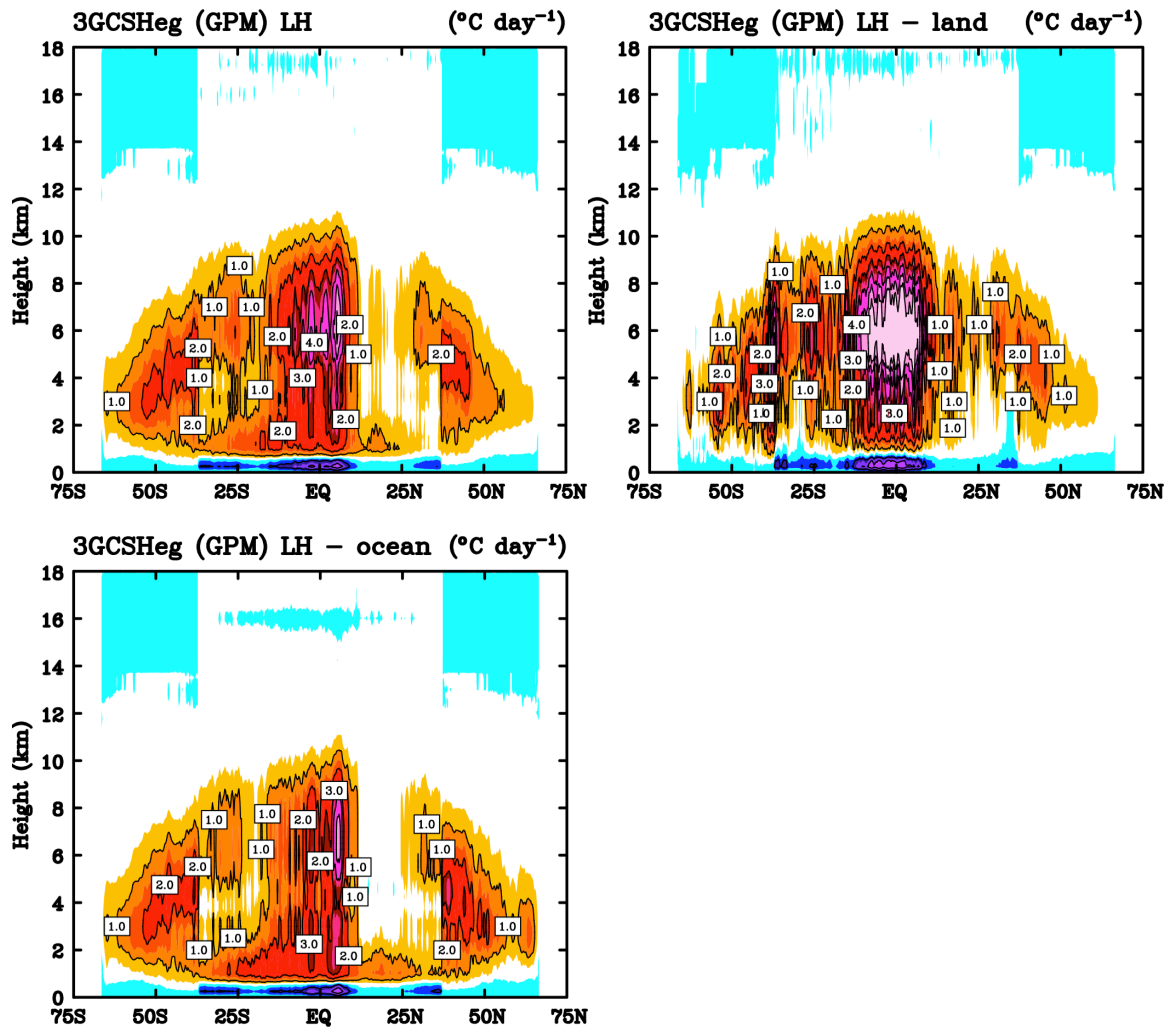 3GCSHeg (GPM) LH (°C day⁻¹)
18
16
14
12
10
8
6
4
2
0
Height (km)
1.0
1.0 1.0
2.0 2.0
4.0
2.0 1.0 2.0
1.0 3.0
1.0
1.0
2.0 2.0
2.0
75S 50S 25S EQ 25N 50N 75N
3GCSHeg (GPM) LH – land (°C day⁻¹)
18
16
14
12
10
8
6
4
2
0
Height (km)
1.0
1.0 1.0
2.0
4.0 1.0 1.0
1.0
2.0 3.0 2.0 1.0
2.0 1.0
3.0 1.0 2.0
1.0 1.0 1.0 1.0
1.0 1.0 3.0
1.0
75S 50S 25S EQ 25N 50N 75N
3GCSHeg (GPM) LH – ocean (°C day⁻¹)
18
16
14
12
10
8
6
4
2
0
Height (km)
3.0
1.0 1.0 2.0 1.0
1.0 1.0
2.0 2.0 1.0
2.0
1.0
1.0 1.0
1.0 3.0
1.0 2.0 2.0
75S 50S 25S EQ 25N 50N 75N